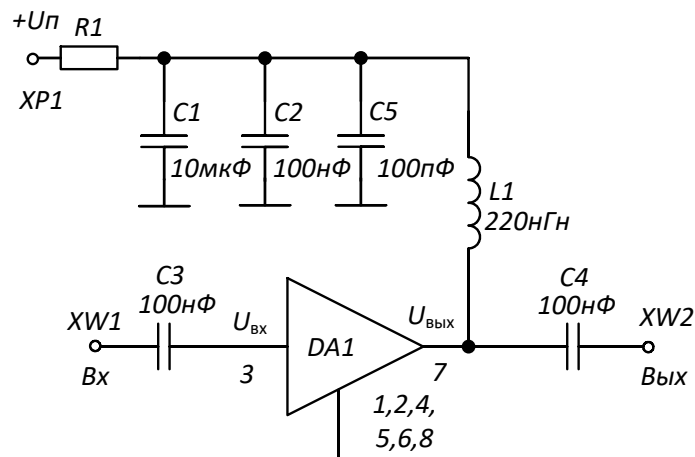 +Uп
R1
XP1
C1
10мкФ
C2
100нФ
C5
100пФ
L1
220нГн
C3
100нФ
XW1
Вх
Uвх
3
DA1
Uвых
7
1,2,4,
5,6,8
C4
100нФ
XW2
Вых